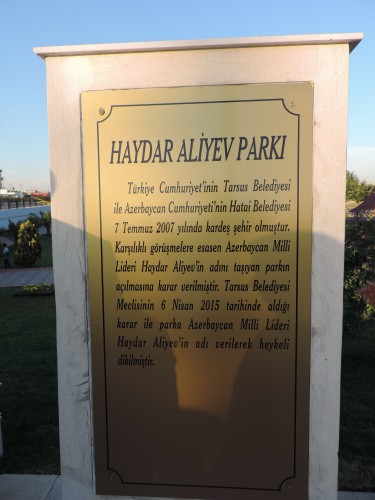 HAYDAR ALİYEV PARKI
Türkiye Cumhuriyet'inin Tarsus Belediyesi
ile Azerbaycan Cumhuriyeti'nin Hatai Belediyesi
7 Temmuz 2007 yılında kardeş şehir olmuştur.
Karşılıklı görüşmelere esasen Azerbaycan Milli
Lideri Haydar Aliyev'in adını taşıyan parkın
açılmasına karar verilmiştir. Tarsus Belediyesi
Meclisinin 6 Nisan 2015 tarihinde aldığı
karar ile parka Azerbaycan Milli Lideri
Haydar Aliyev'in adı verilerek heykeli
dikilmiştir.